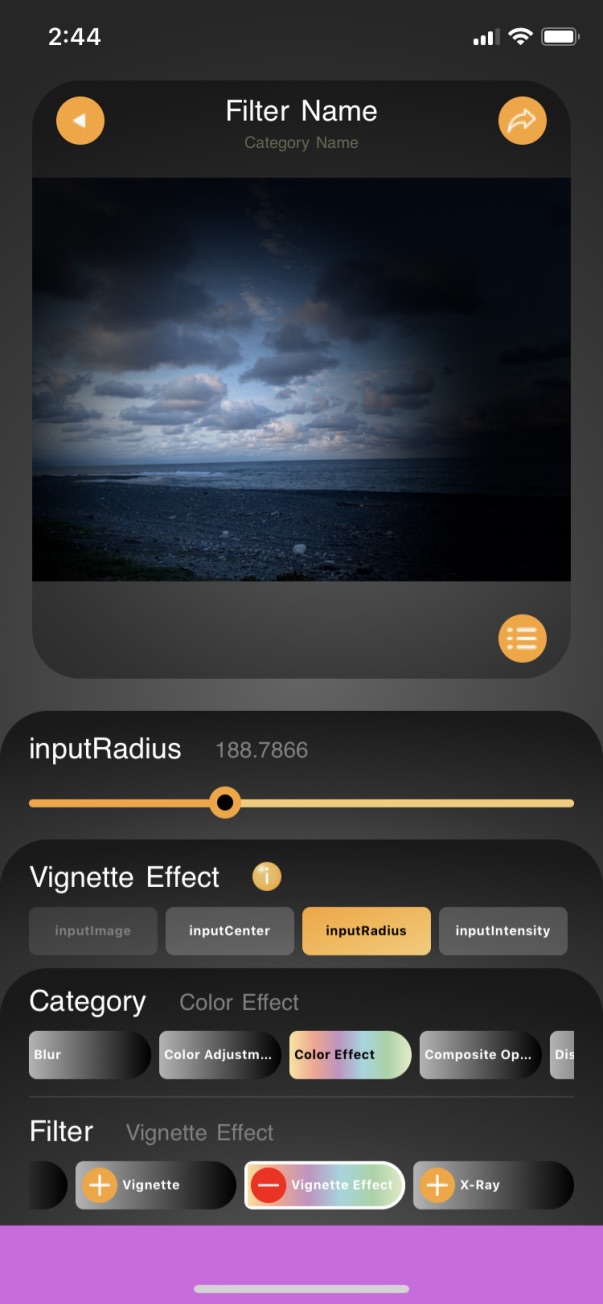 2:44
Filter Name
Category Name
inputRadius 188.7866
Vignette Effect i
inputImage inputCenter inputRadius inputIntensity
Category Color Effect
Blur Color Adjustm... Color Effect Composite Op... Dis
Filter Vignette Effect
Vignette Vignette Effect X-Ray